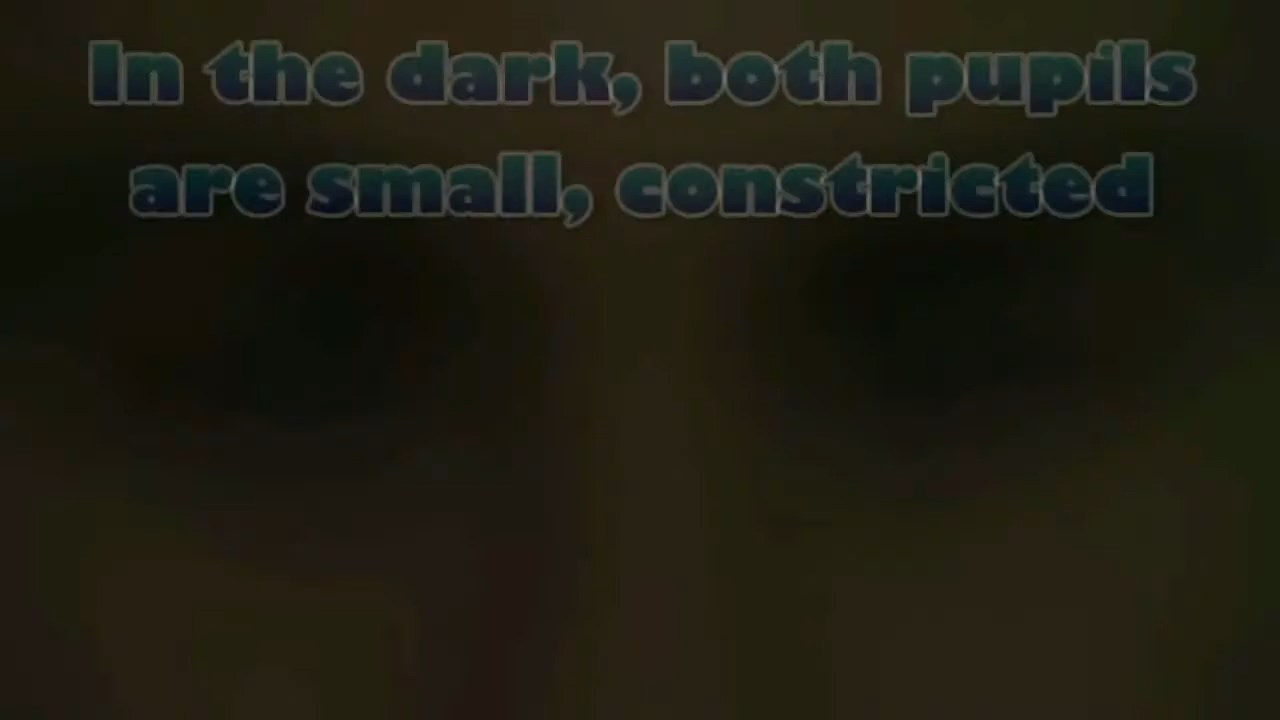 In the dark, both pupils
are small, constricted